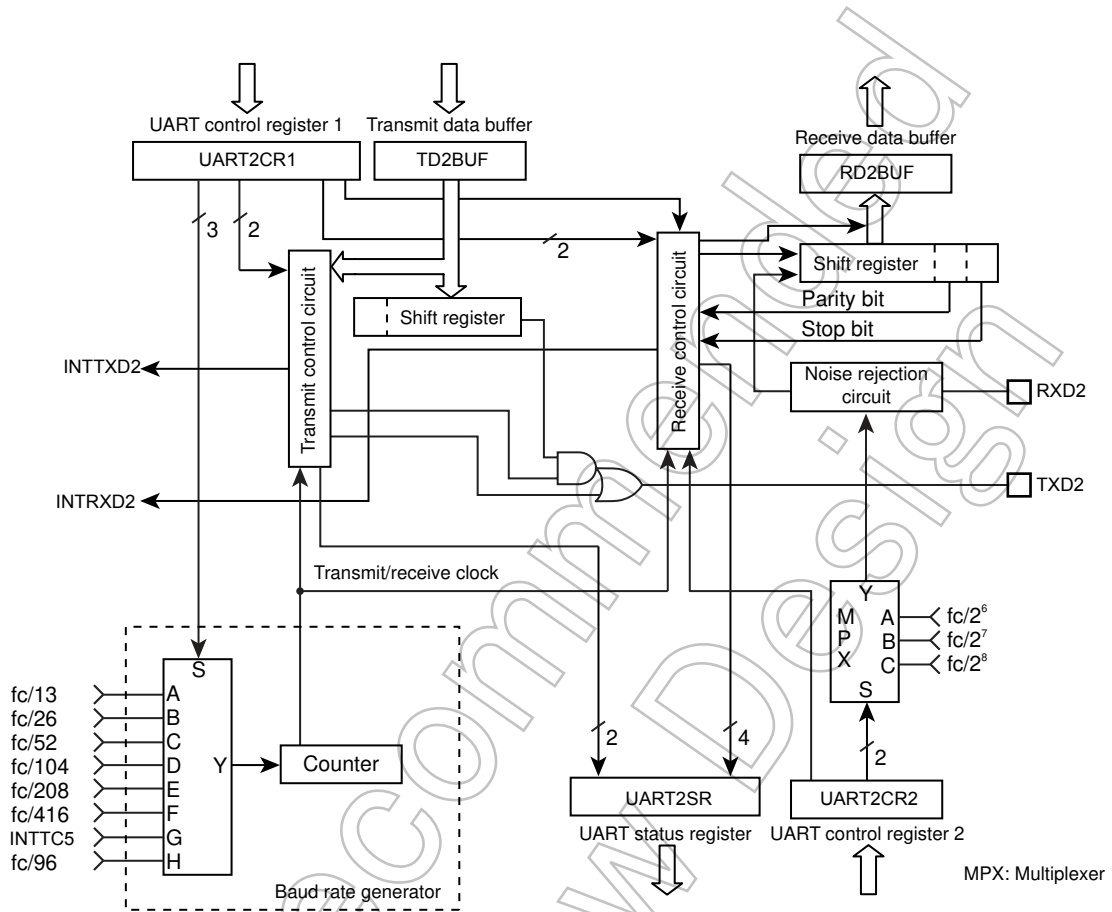 UART control register 1
Transmit data buffer
Receive data buffer
UART2CR1
TD2BUF
RD2BUF
3
2
2
Shift register
Transmit control circuit
Receive control circuit
Shift register
Parity bit
Stop bit
INTTXD2
Noise rejection
circuit
RXD2
INTRXD2
TXD2
Transmit/receive clock
Y
M
P
X
A
B
C
S
fc/2⁶
fc/2⁷
fc/2⁸
S
fc/13
fc/26
fc/52
fc/104
fc/208
fc/416
INTTC5
fc/96
A
B
C
D
E
F
G
H
Y
Counter
2
4
2
UART2SR
UART2CR2
UART status register
UART control register 2
Baud rate generator
MPX: Multiplexer
ecommended
w Design